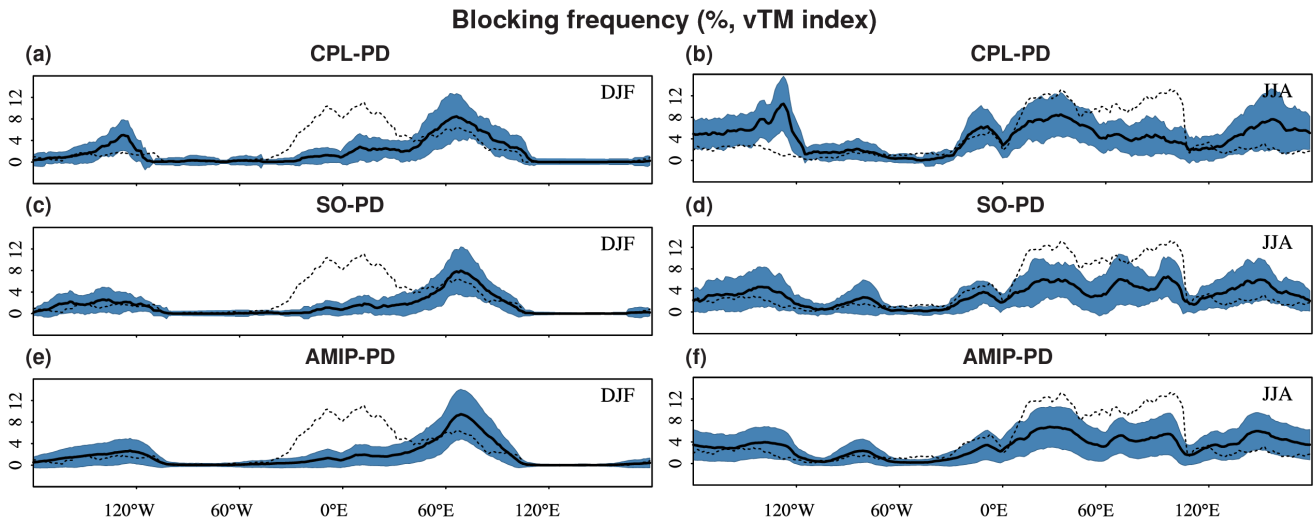 Blocking frequency (%, vTM index)
(a) CPL-PD
(b) CPL-PD
DJF
0 4 8 12
JJA
0 4 8 12
(c) SO-PD
(d) SO-PD
DJF
0 4 8 12
JJA
0 4 8 12
(e) AMIP-PD
(f) AMIP-PD
DJF
0 4 8 12
JJA
0 4 8 12
120°W 60°W 0°E 60°E 120°E
120°W 60°W 0°E 60°E 120°E